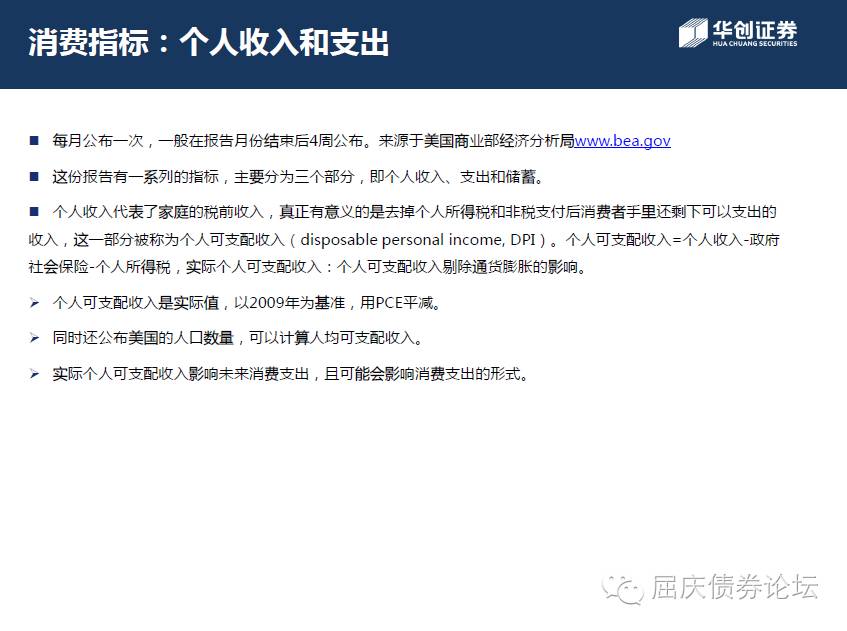 消费指标：个人收入和支出
华创证券
HUA CHUANG SECURITIES
■ 每月公布一次，一般在报告月份结束后4周公布。来源于美国商业部经济分析局www.bea.gov
■ 这份报告有一系列的指标，主要分为三个部分，即个人收入、支出和储蓄。
■ 个人收入代表了家庭的税前收入，真正有意义的是去掉个人所得税和非税支付后消费者手里还剩下可以支出的
收入，这一部分被称为个人可支配收入（disposable personal income, DPI）。个人可支配收入=个人收入-政府
社会保险-个人所得税，实际个人可支配收入：个人可支配收入剔除通货膨胀的影响。
➢ 个人可支配收入是实际值，以2009年为基准，用PCE平减。
➢ 同时还公布美国的人口数量，可以计算人均可支配收入。
➢ 实际个人可支配收入影响未来消费支出，且可能会影响消费支出的形式。
屈庆债券论坛